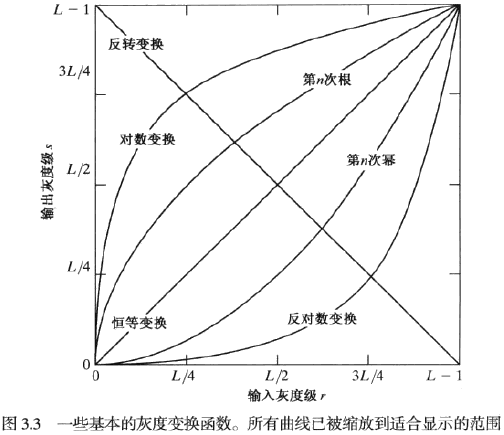 L − 1
反转变换
3L/4
第n次根
对数变换
输出灰度级 s
L/2
第n次幂
L/4
恒等变换
反对数变换
0
0
L/4
L/2
3L/4
L − 1
输入灰度级 r
图 3.3 一些基本的灰度变换函数。所有曲线已被缩放到适合显示的范围